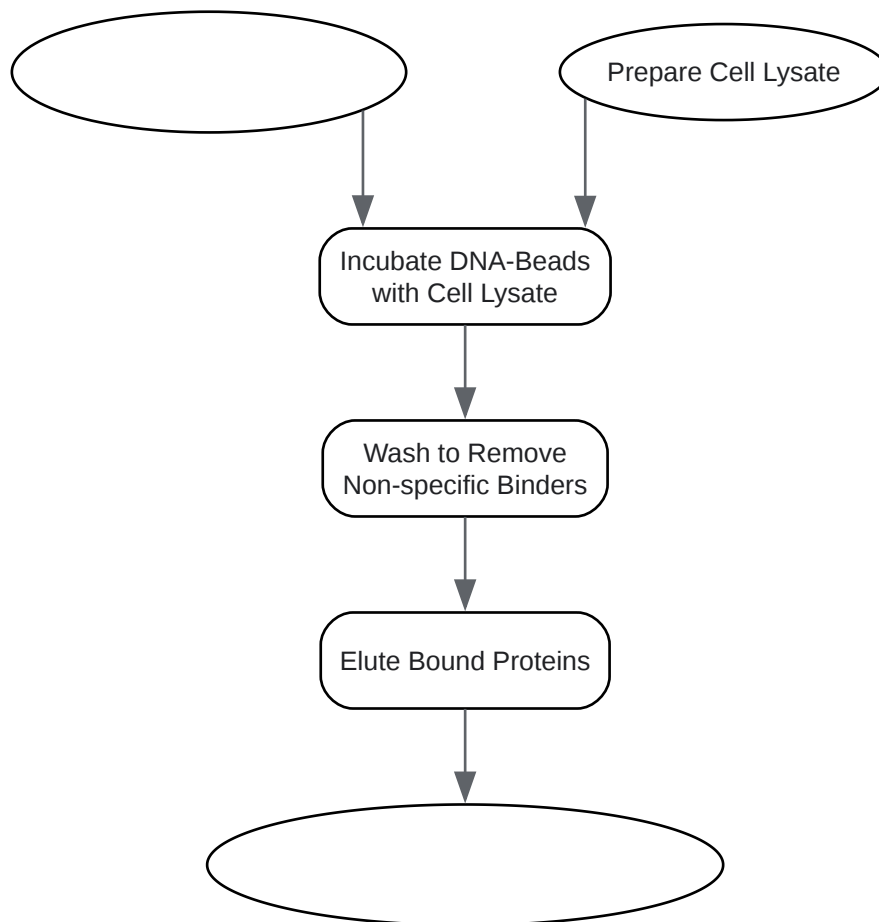 Prepare Cell Lysate
Incubate DNA-Beads
with Cell Lysate
Wash to Remove
Non-specific Binders
Elute Bound Proteins